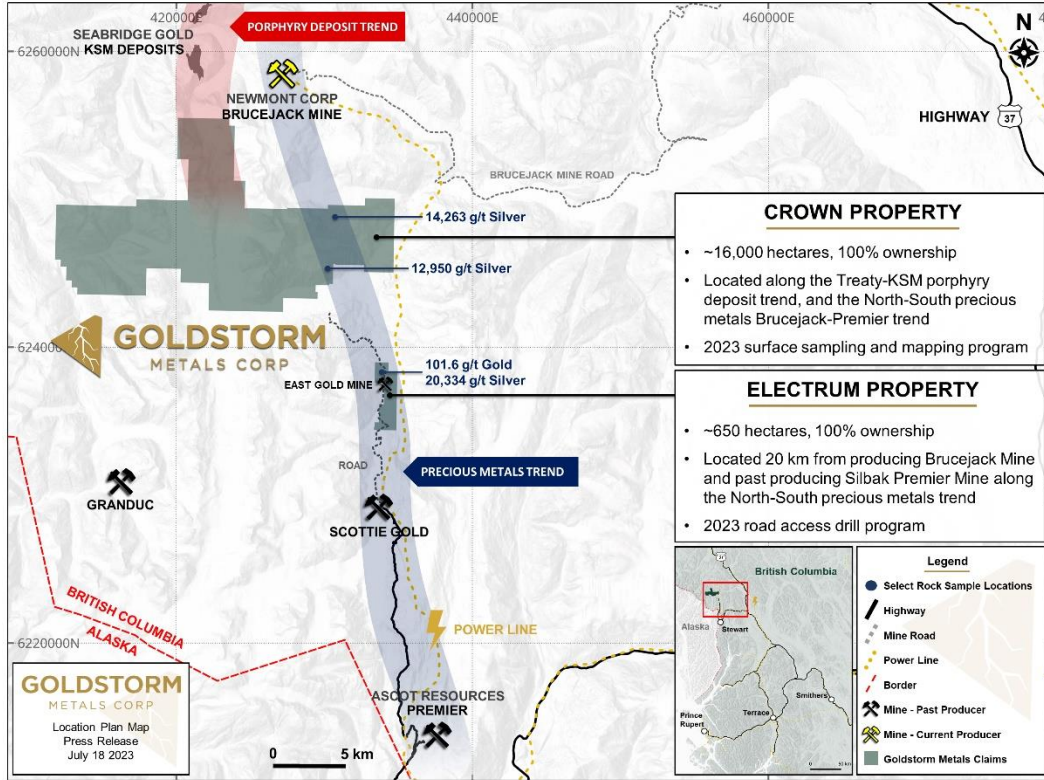 420000E
440000E
460000E
4
6260000N
6240000N
6220000N
SEABRIDGE GOLD
KSM DEPOSITS
PORPHYRY DEPOSIT TREND
N
NEWMONT CORP
BRUCEJACK MINE
HIGHWAY
37
BRUCEJACK MINE ROAD
14,263 g/t Silver
12,950 g/t Silver
CROWN PROPERTY
• ~16,000 hectares, 100% ownership
• Located along the Treaty-KSM porphyry
deposit trend, and the North-South precious
metals Brucejack-Premier trend
• 2023 surface sampling and mapping program
GOLDSTORM
METALS CORP
101.6 g/t Gold
20,334 g/t Silver
EAST GOLD MINE
ELECTRUM PROPERTY
• ~650 hectares, 100% ownership
• Located 20 km from producing Brucejack Mine
and past producing Silbak Premier Mine along
the North-South precious metals trend
• 2023 road access drill program
ROAD
PRECIOUS METALS TREND
GRANDUC
SCOTTIE GOLD
BRITISH COLUMBIA
ALASKA
POWER LINE
ASCOT RESOURCES
PREMIER
GOLDSTORM
METALS CORP
Location Plan Map
Press Release
July 18 2023
0 5 km
37
British Columbia
Alaska
Stewart
Smithers
Terrace
Prince
Rupert
0 50 km
Legend
Select Rock Sample Locations
Highway
Mine Road
Power Line
Border
Mine - Past Producer
Mine - Current Producer
Goldstorm Metals Claims